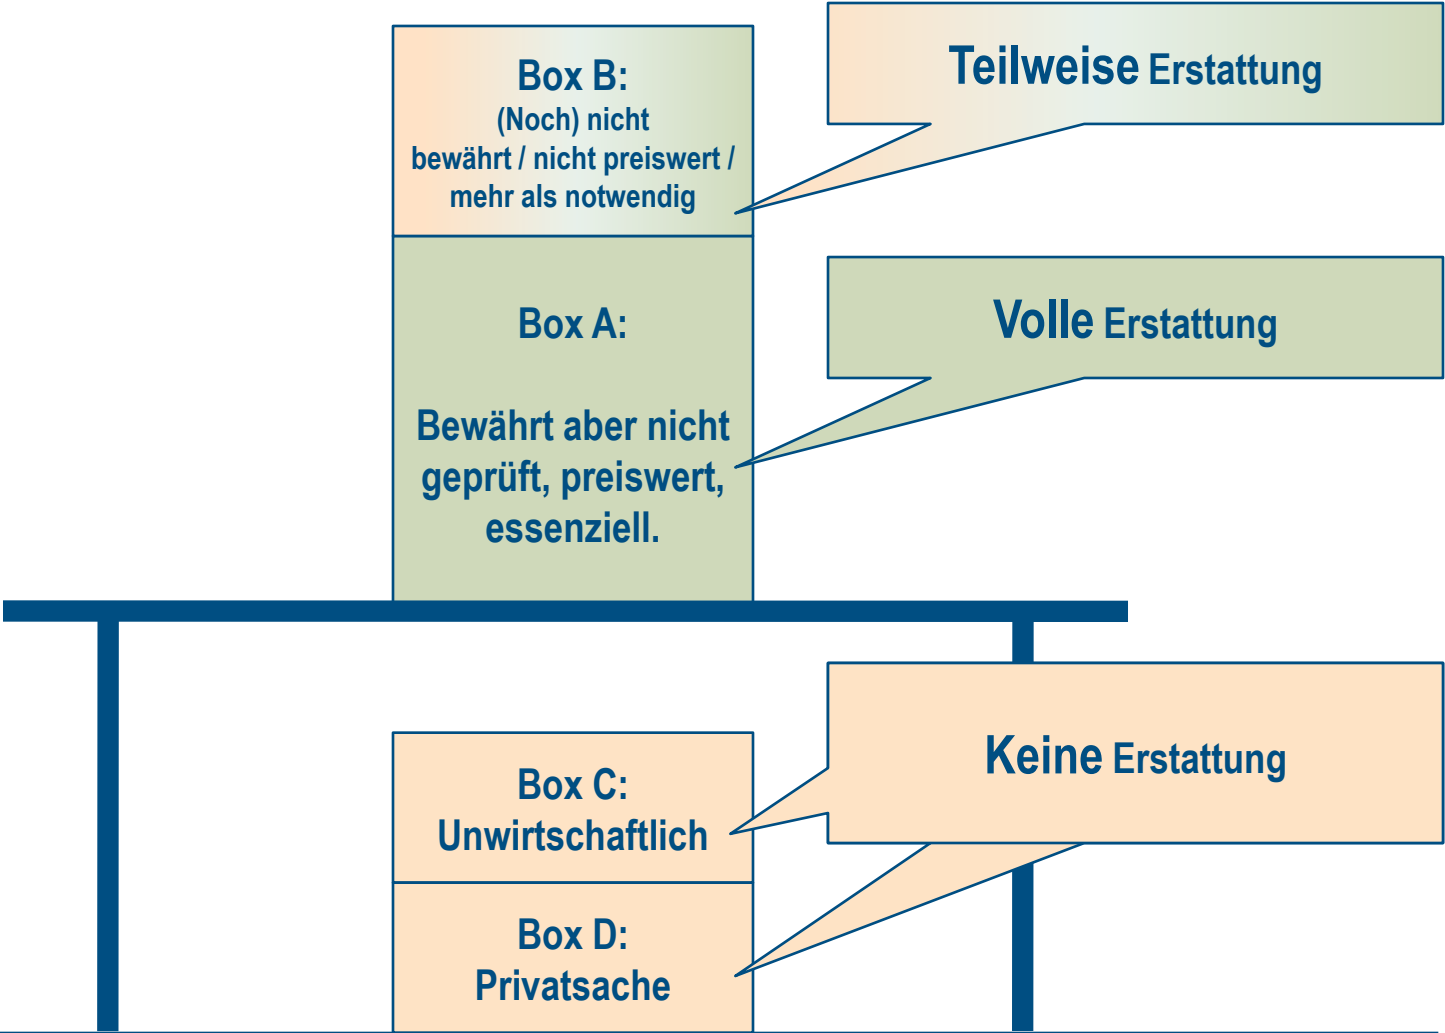 Box B:
(Noch) nicht
bewährt / nicht preiswert /
mehr als notwendig
Teilweise Erstattung
Box A:
Bewährt aber nicht
geprüft, preiswert,
essenziell.
Volle Erstattung
Box C:
Unwirtschaftlich
Keine Erstattung
Box D:
Privatsache